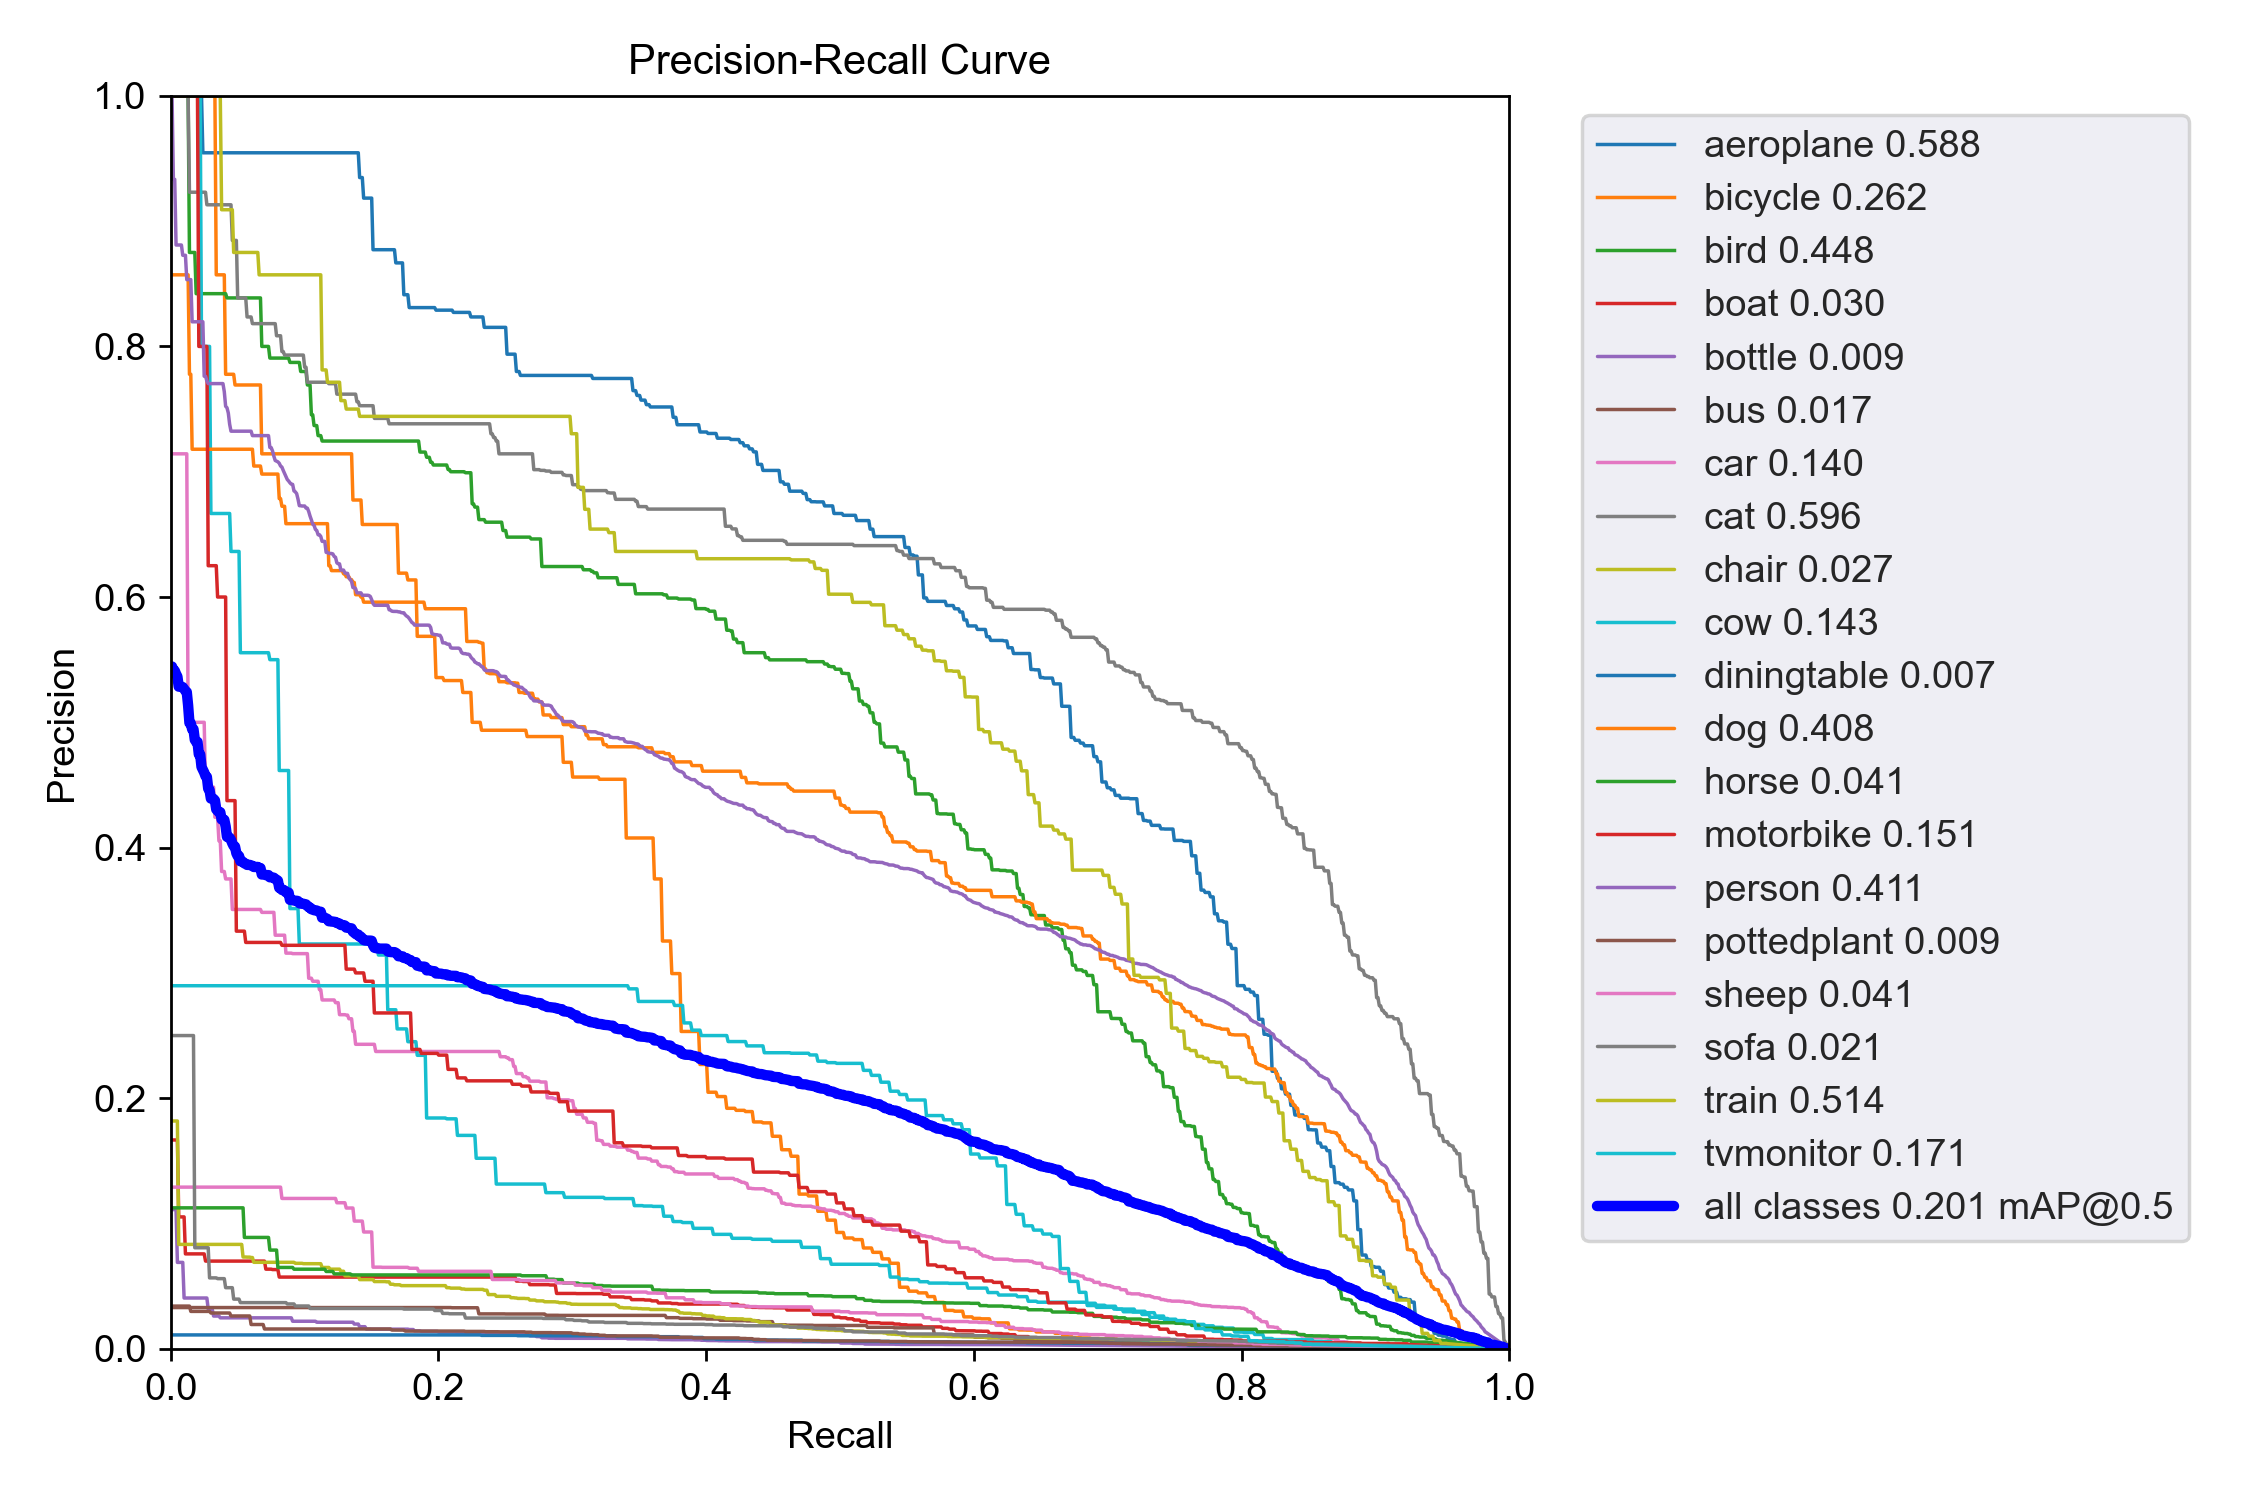 Precision-Recall Curve
1.0
0.8
0.6
0.4
0.2
0.0
Precision
0.0 0.2 0.4 0.6 0.8 1.0
Recall
aeroplane 0.588
bicycle 0.262
bird 0.448
boat 0.030
bottle 0.009
bus 0.017
car 0.140
cat 0.596
chair 0.027
cow 0.143
diningtable 0.007
dog 0.408
horse 0.041
motorbike 0.151
person 0.411
pottedplant 0.009
sheep 0.041
sofa 0.021
train 0.514
tvmonitor 0.171
all classes 0.201 mAP@0.5